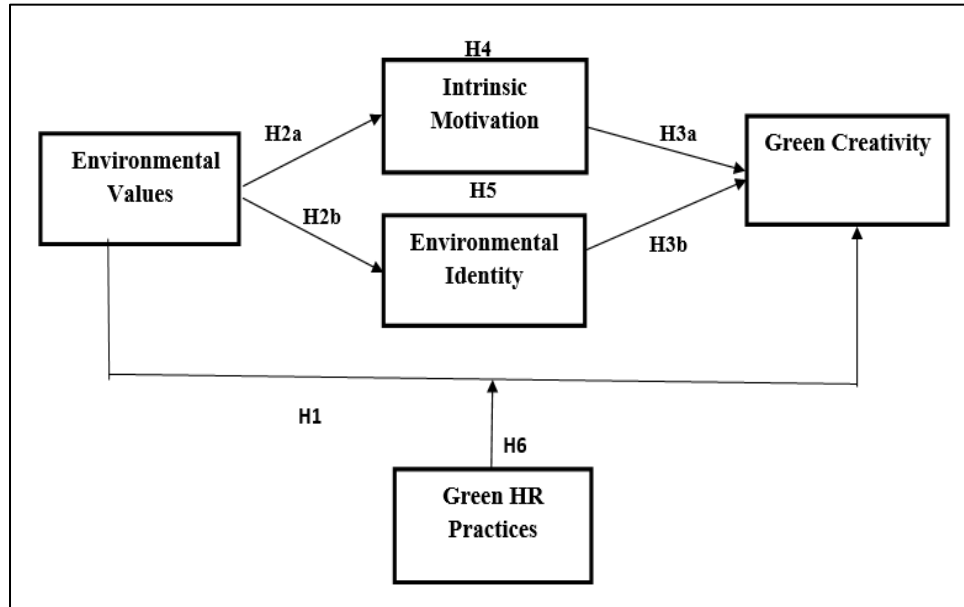 H4
Intrinsic
Motivation
H2a
H3a
Environmental
Values
Green Creativity
H5
H2b
Environmental
Identity
H3b
H1
H6
Green HR
Practices